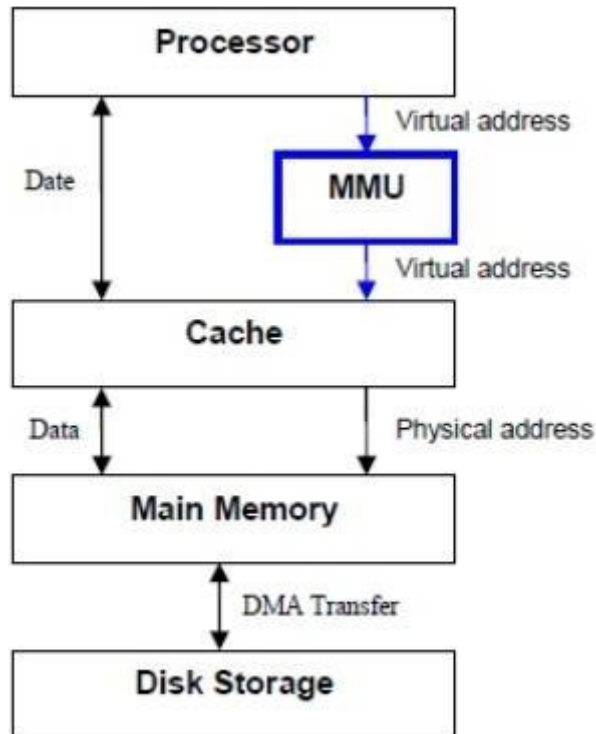 Processor
Virtual address
Date
MMU
Virtual address
Cache
Data
Physical address
Main Memory
DMA Transfer
Disk Storage